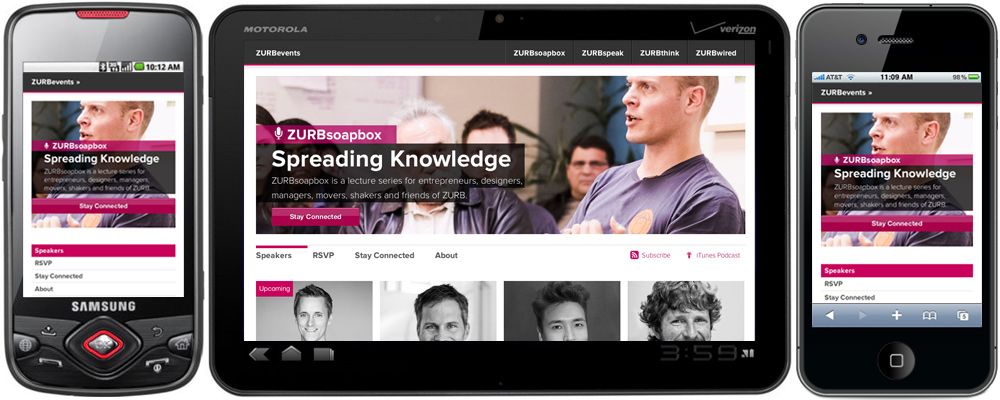 10:12 AM
ZURBevents »
ZURBsoapbox
Spreading Knowledge
ZURBsoapbox is a lecture series for
entrepreneurs, designers, managers,
movers, shakers and friends of ZURB.
Stay Connected
Speakers
RSVP
Stay Connected
About
SAMSUNG
MOTOROLA
verizon
ZURBevents
ZURBsoapbox
ZURBspeak
ZURBthink
ZURBwired
ZURBsoapbox
Spreading Knowledge
ZURBsoapbox is a lecture series for entrepreneurs, designers,
managers, movers, shakers and friends of ZURB.
Stay Connected
Speakers
RSVP
Stay Connected
About
Subscribe
iTunes Podcast
Upcoming
3:59
AT&T
11:09 AM
98%
ZURBevents »
ZURBsoapbox
Spreading Knowledge
ZURBsoapbox is a lecture series for
entrepreneurs, designers, managers,
movers, shakers and friends of ZURB.
Stay Connected
Speakers
RSVP
Stay Connected